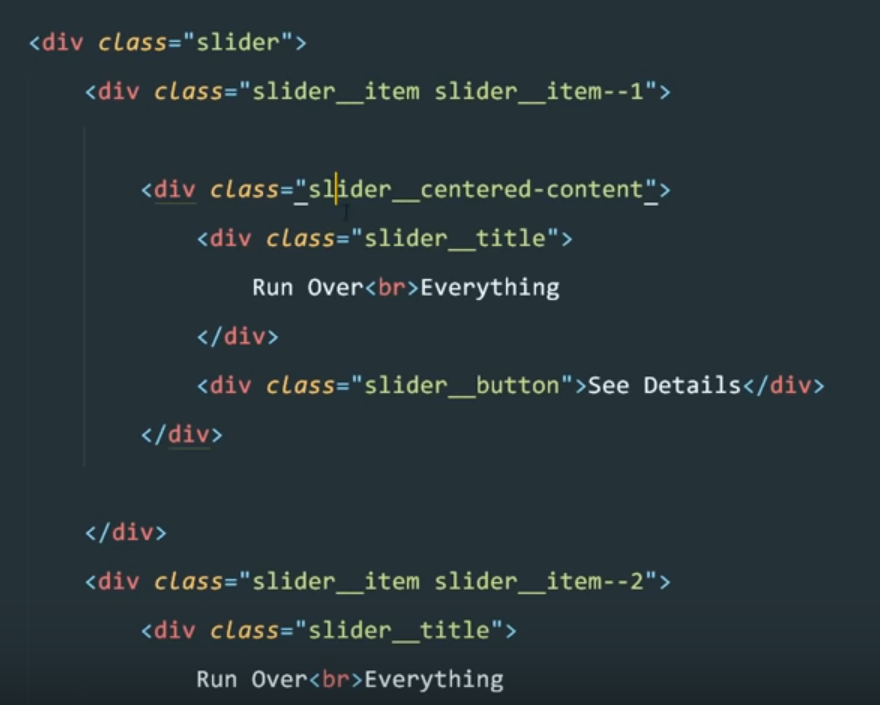 <div class="slider">
<div class="slider__item slider__item--1">
<div class="slider__centered-content">
<div class="slider__title">
Run Over<br>Everything
</div>
<div class="slider__button">See Details</div>
</div>
</div>
<div class="slider__item slider__item--2">
<div class="slider__title">
Run Over<br>Everything